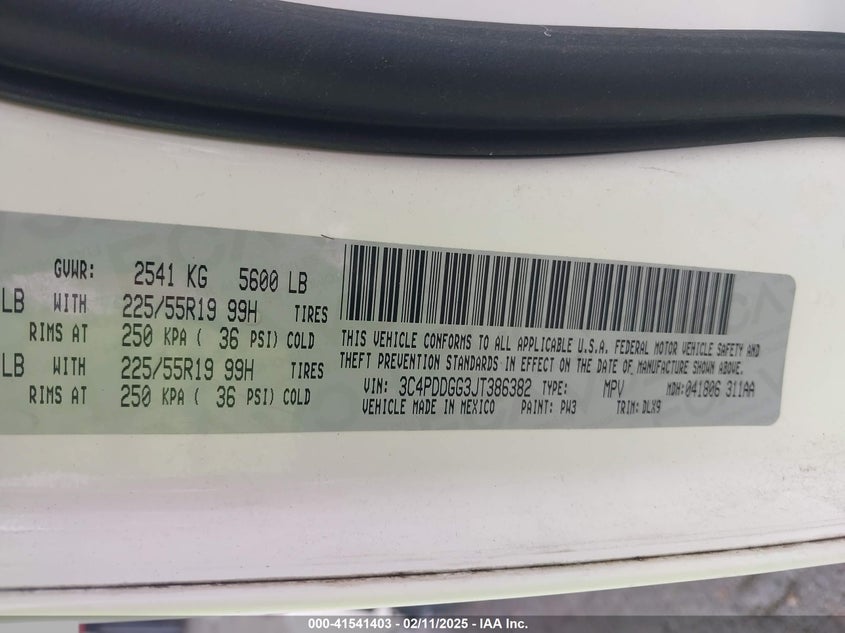 GVWR: 2541 KG 5600 LB
LB WITH 225/55R19 99H TIRES
RIMS AT 250 KPA ( 36 PSI) COLD
LB WITH 225/55R19 99H TIRES
RIMS AT 250 KPA ( 36 PSI) COLD
THIS VEHICLE CONFORMS TO ALL APPLICABLE U.S.A. FEDERAL MOTOR VEHICLE SAFETY AND
THEFT PREVENTION STANDARDS IN EFFECT ON THE DATE OF MANUFACTURE SHOWN ABOVE.
VIN: 3C4PDDGG3JT386382 TYPE: MPV MDH:041806 311AA
VEHICLE MADE IN MEXICO PAINT: PW3 TRIM: DLX9
000-41541403 - 02/11/2025 - IAA Inc.